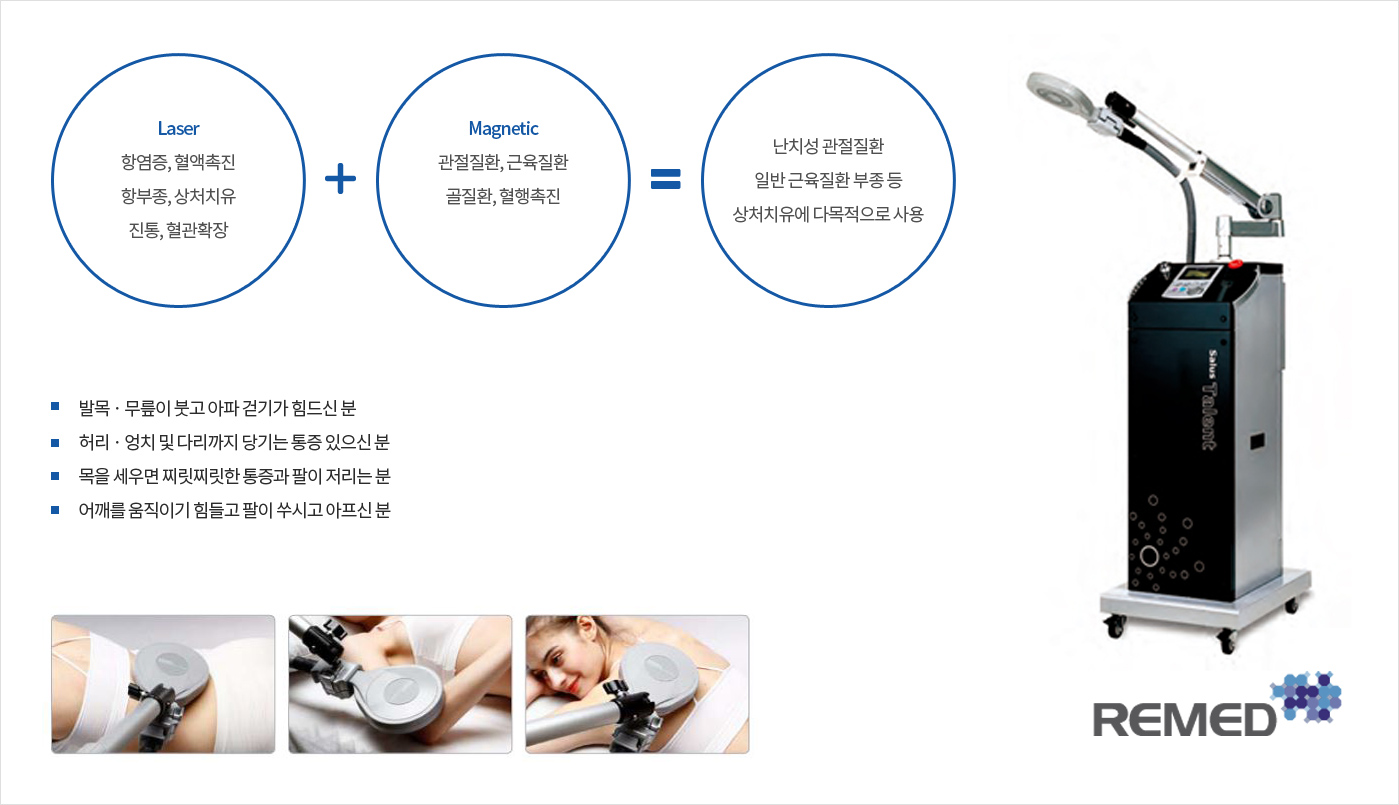 Laser
항염증, 혈액촉진
항부종, 상처치유
진통, 혈관확장
+
Magnetic
관절질환, 근육질환
골질환, 혈행촉진
=
난치성 관절질환
일반 근육질환 부종 등
상처치유에 다목적으로 사용
발목 · 무릎이 붓고 아파 걷기가 힘드신 분
허리 · 엉치 및 다리까지 당기는 통증 있으신 분
목을 세우면 찌릿찌릿한 통증과 팔이 저리는 분
어깨를 움직이기 힘들고 팔이 쑤시고 아프신 분
Salus Talent
REMED